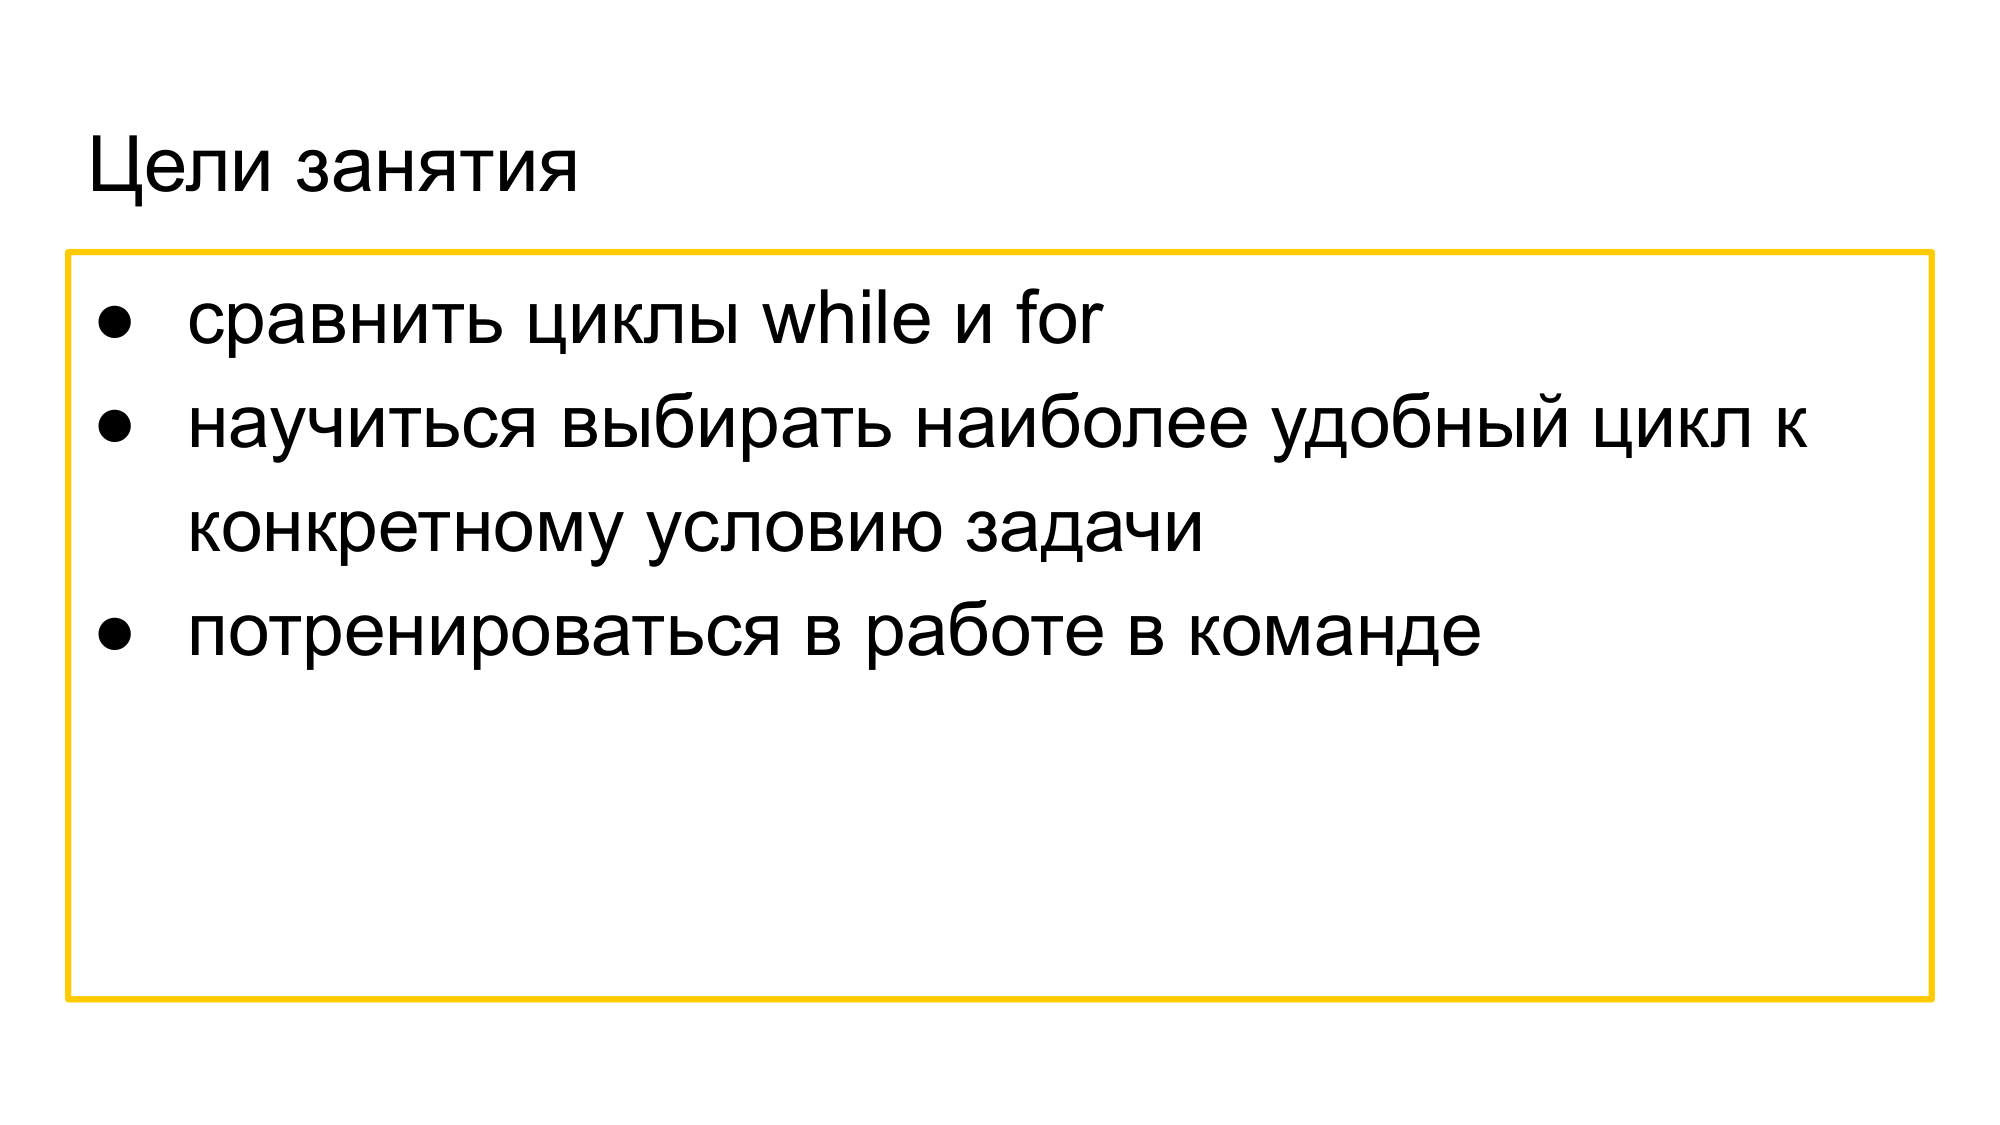 Цели занятия
● сравнить циклы while и for
● научиться выбирать наиболее удобный цикл к
конкретному условию задачи
● потренироваться в работе в команде